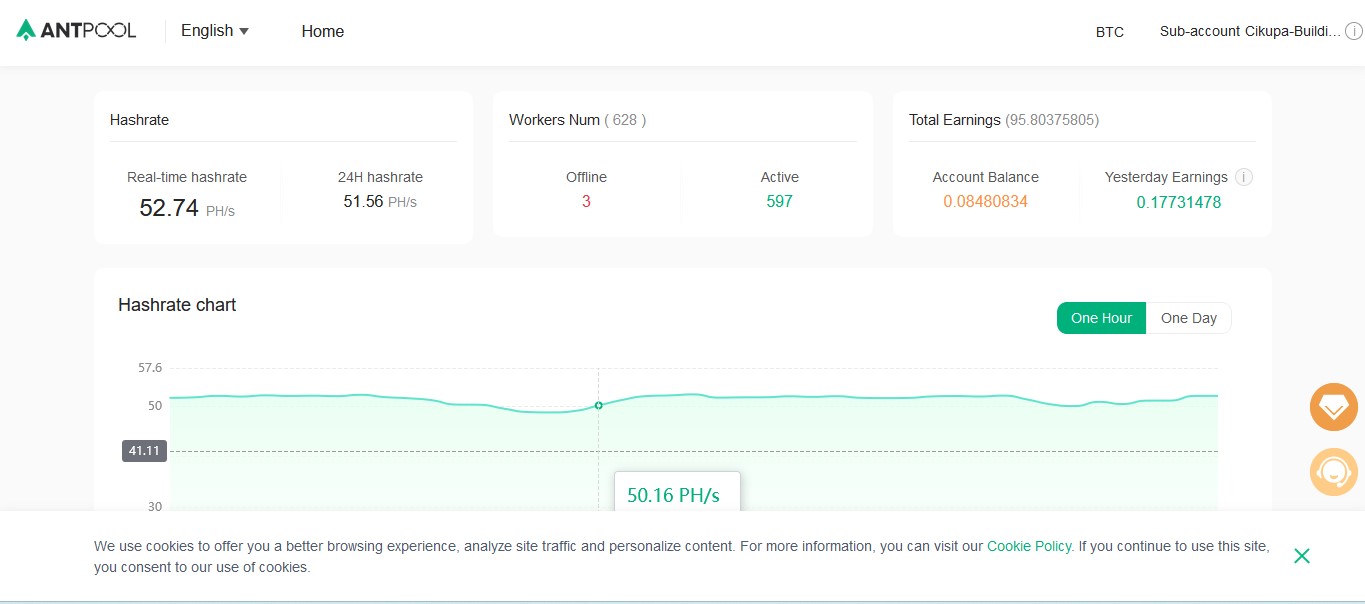 ANTPOOL English Home BTC Sub-account Cikupa-Buildi...
Hashrate
Real-time hashrate 24H hashrate
52.74 PH/s 51.56 PH/s
Workers Num ( 628 )
Offline Active
3 597
Total Earnings (95.80375805)
Account Balance Yesterday Earnings
0.08480834 0.17731478
Hashrate chart
One Hour One Day
57.6
50
41.11
50.16 PH/s
30
We use cookies to offer you a better browsing experience, analyze site traffic and personalize content. For more information, you can visit our Cookie Policy. If you continue to use this site,
you consent to our use of cookies.